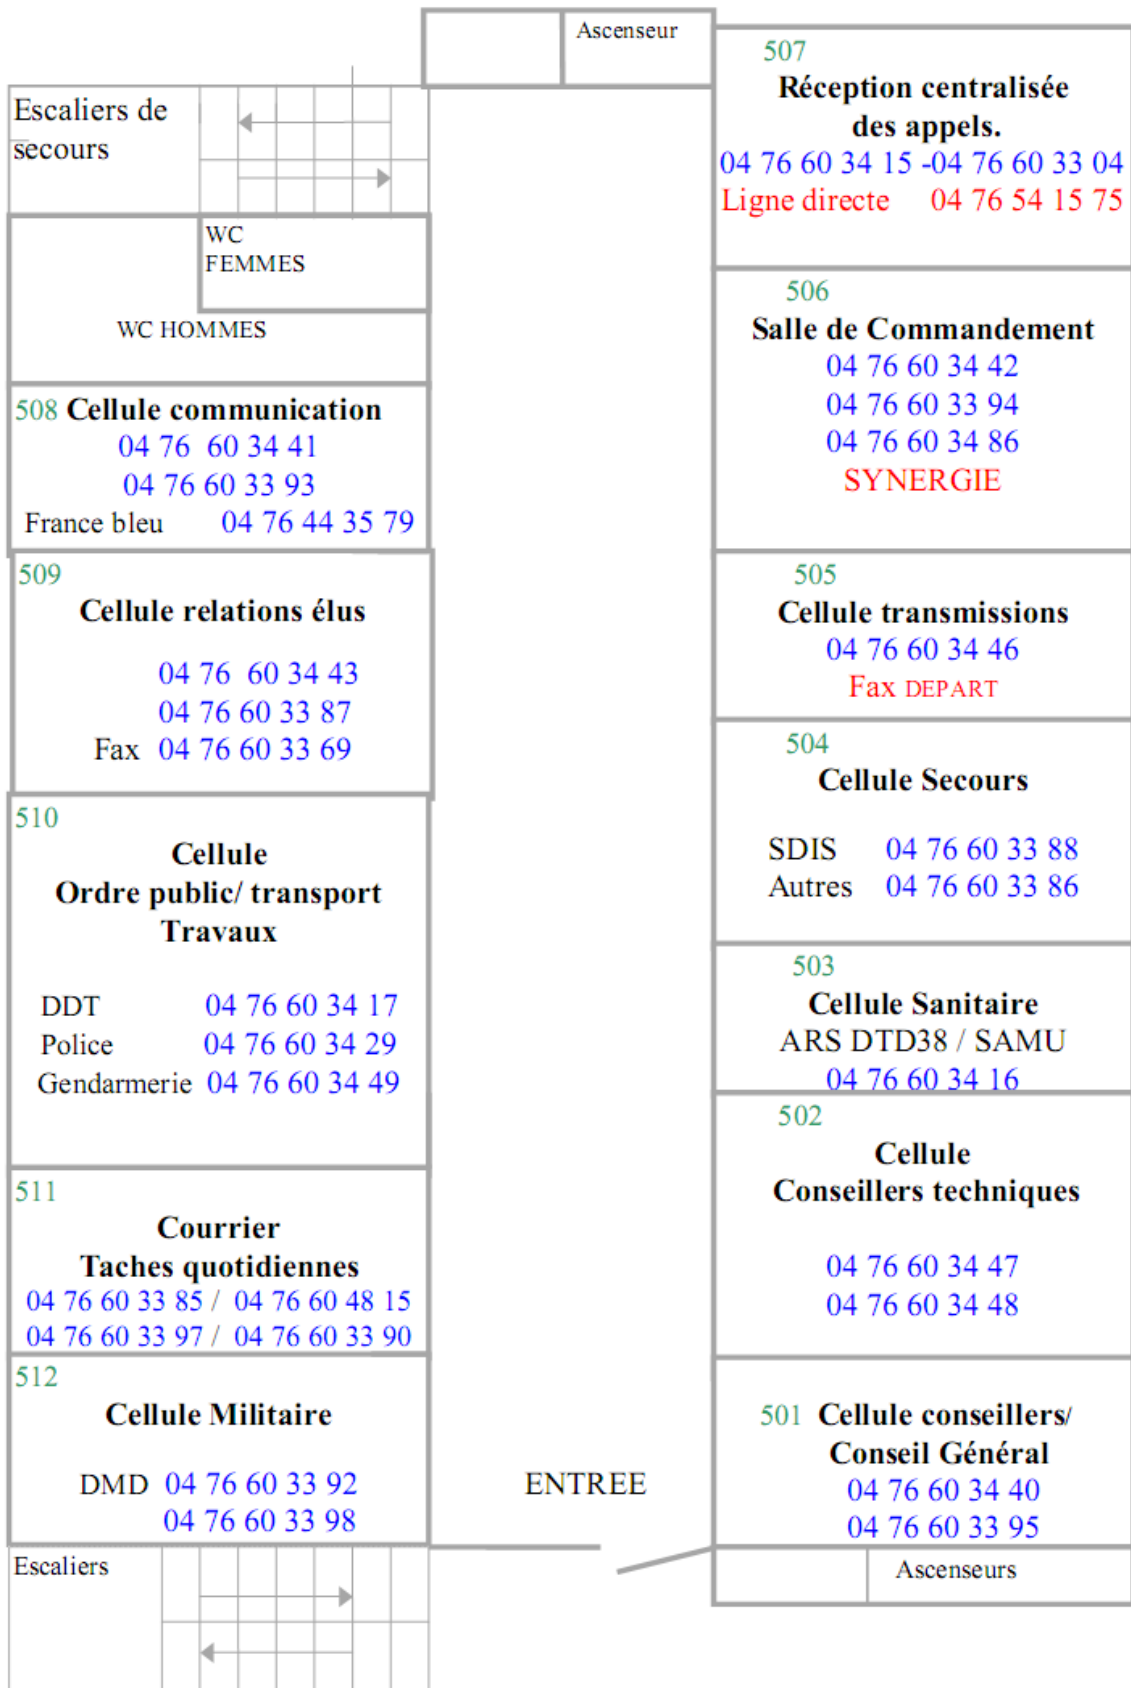 Ascenseur
Escaliers de
secours
WC
FEMMES
WC HOMMES
508 Cellule communication
04 76 60 34 41
04 76 60 33 93
France bleu 04 76 44 35 79
509
Cellule relations élus
04 76 60 34 43
04 76 60 33 87
Fax 04 76 60 33 69
510
Cellule
Ordre public/ transport
Travaux
DDT 04 76 60 34 17
Police 04 76 60 34 29
Gendarmerie 04 76 60 34 49
511
Courrier
Taches quotidiennes
04 76 60 33 85 / 04 76 60 48 15
04 76 60 33 97 / 04 76 60 33 90
512
Cellule Militaire
DMD 04 76 60 33 92
04 76 60 33 98
Escaliers
ENTREE
507
Réception centralisée
des appels.
04 76 60 34 15 -04 76 60 33 04
Ligne directe 04 76 54 15 75
506
Salle de Commandement
04 76 60 34 42
04 76 60 33 94
04 76 60 34 86
SYNERGIE
505
Cellule transmissions
04 76 60 34 46
Fax DEPART
504
Cellule Secours
SDIS 04 76 60 33 88
Autres 04 76 60 33 86
503
Cellule Sanitaire
ARS DTD38 / SAMU
04 76 60 34 16
502
Cellule
Conseillers techniques
04 76 60 34 47
04 76 60 34 48
501 Cellule conseillers/
Conseil Général
04 76 60 34 40
04 76 60 33 95
Ascenseurs